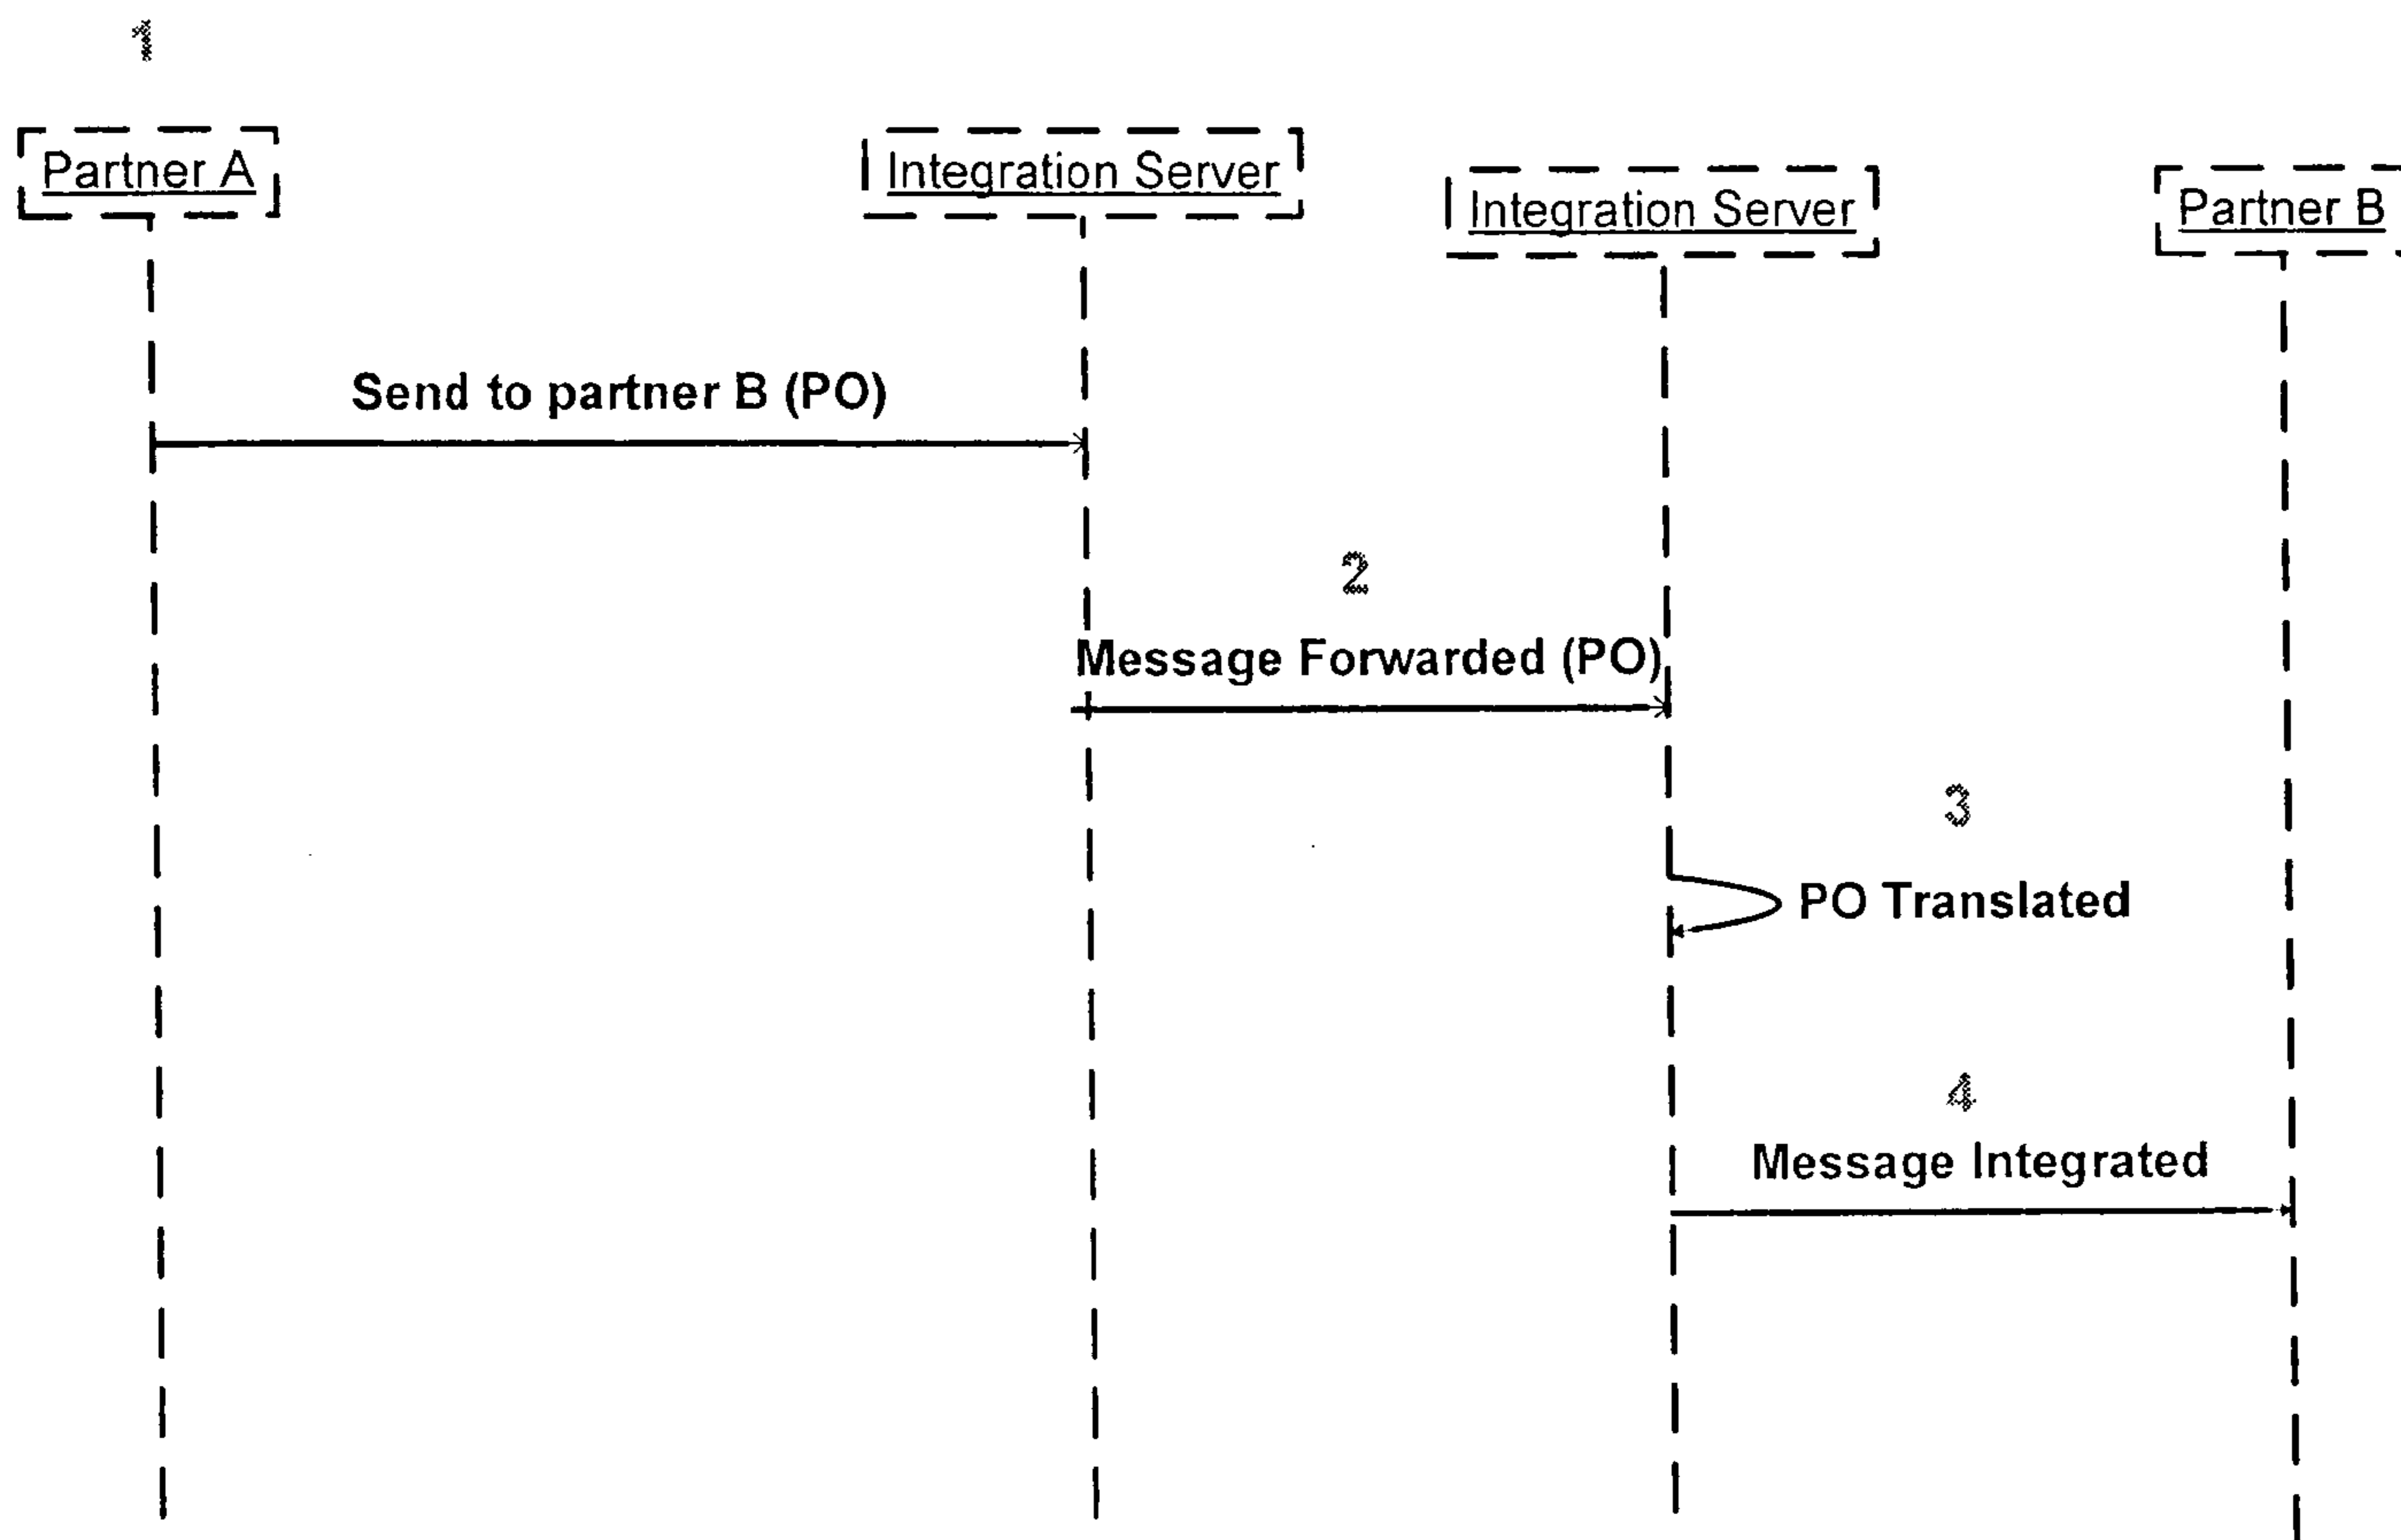 1
Partner A
Integration Server
Integration Server
Partner B
Send to partner B (PO)
2
Message Forwarded (PO)
3
PO Translated
4
Message Integrated